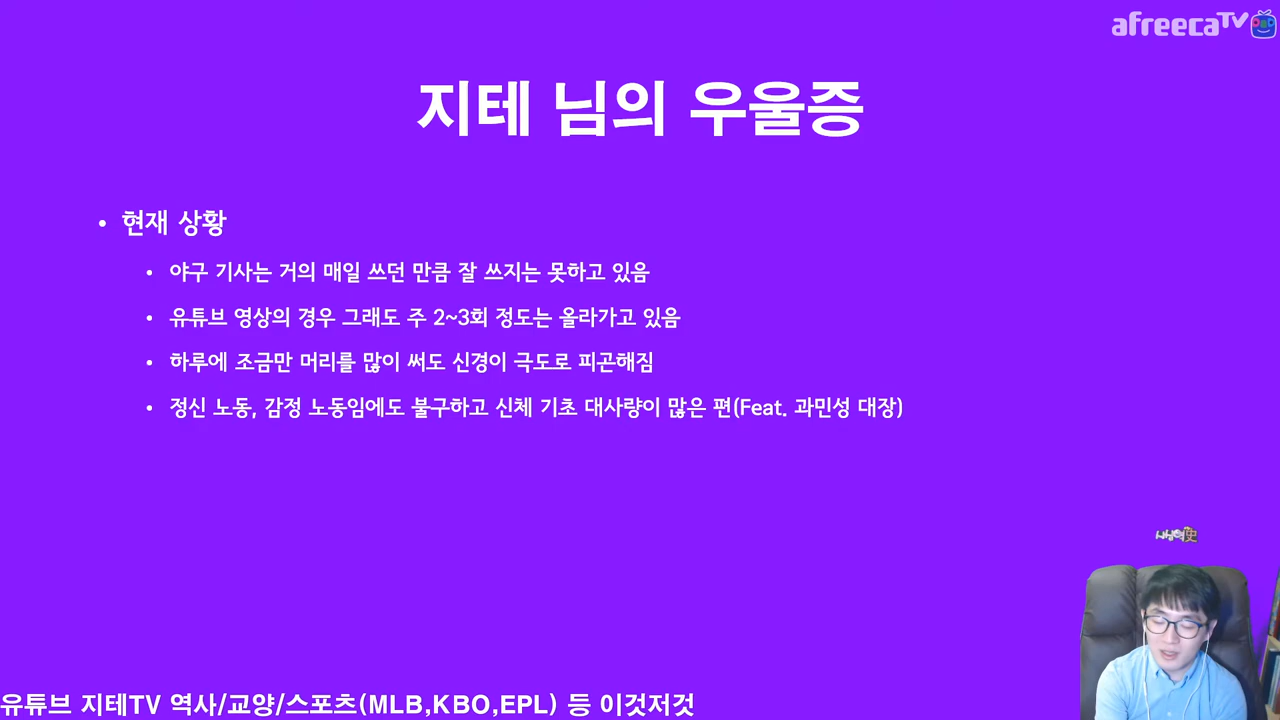 afreecaTV
지테 님의 우울증
• 현재 상황
• 야구 기사는 거의 매일 쓰던 만큼 잘 쓰지는 못하고 있음
• 유튜브 영상의 경우 그래도 주 2~3회 정도는 올라가고 있음
• 하루에 조금만 머리를 많이 써도 신경이 극도로 피곤해짐
• 정신 노동, 감정 노동임에도 불구하고 신체 기초 대사량이 많은 편(Feat. 과민성 대장)
유튜브 지테TV 역사/교양/스포츠(MLB,KBO,EPL) 등 이것저것